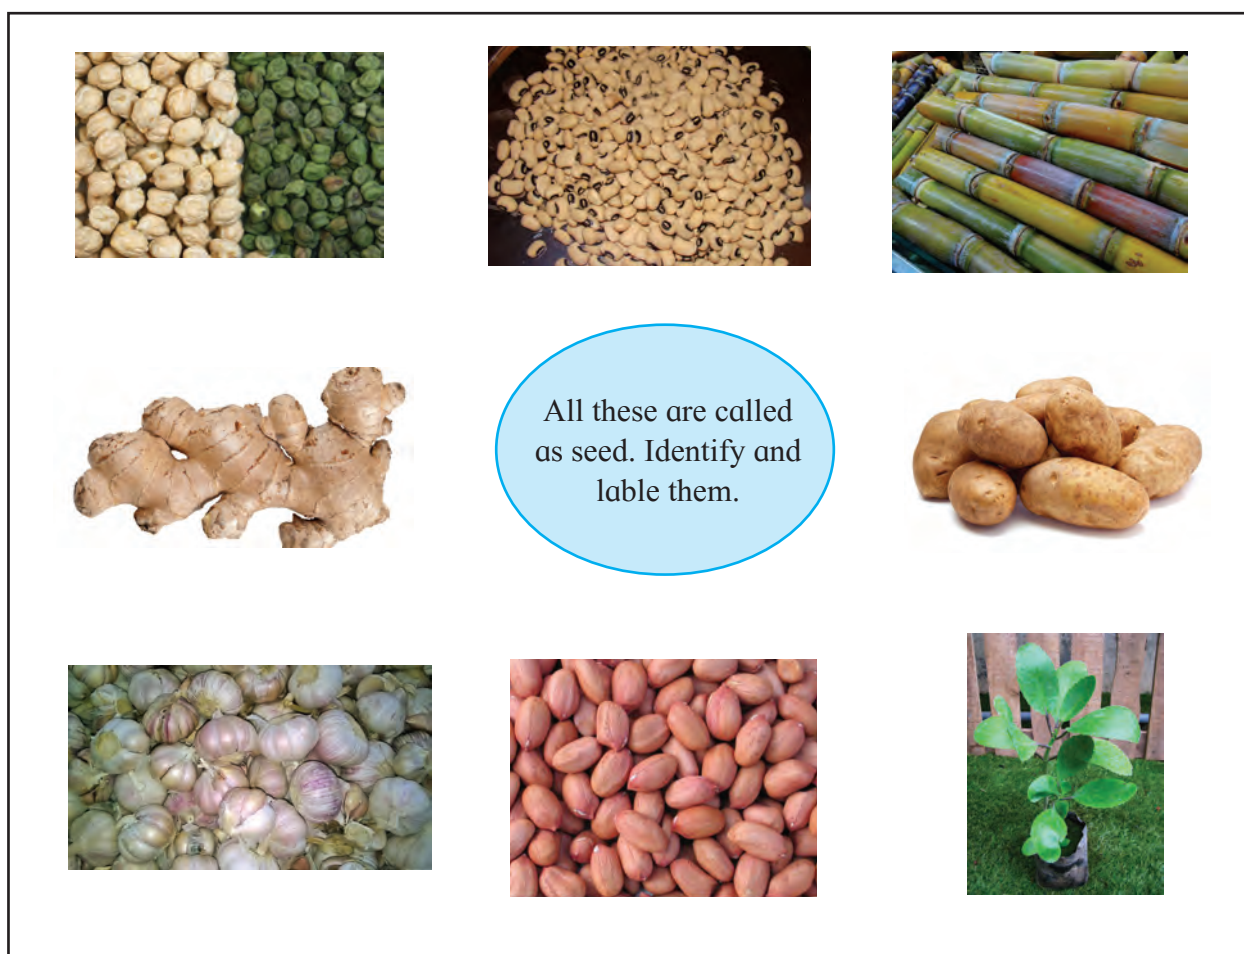 All these are called
as seed. Identify and
lable them.